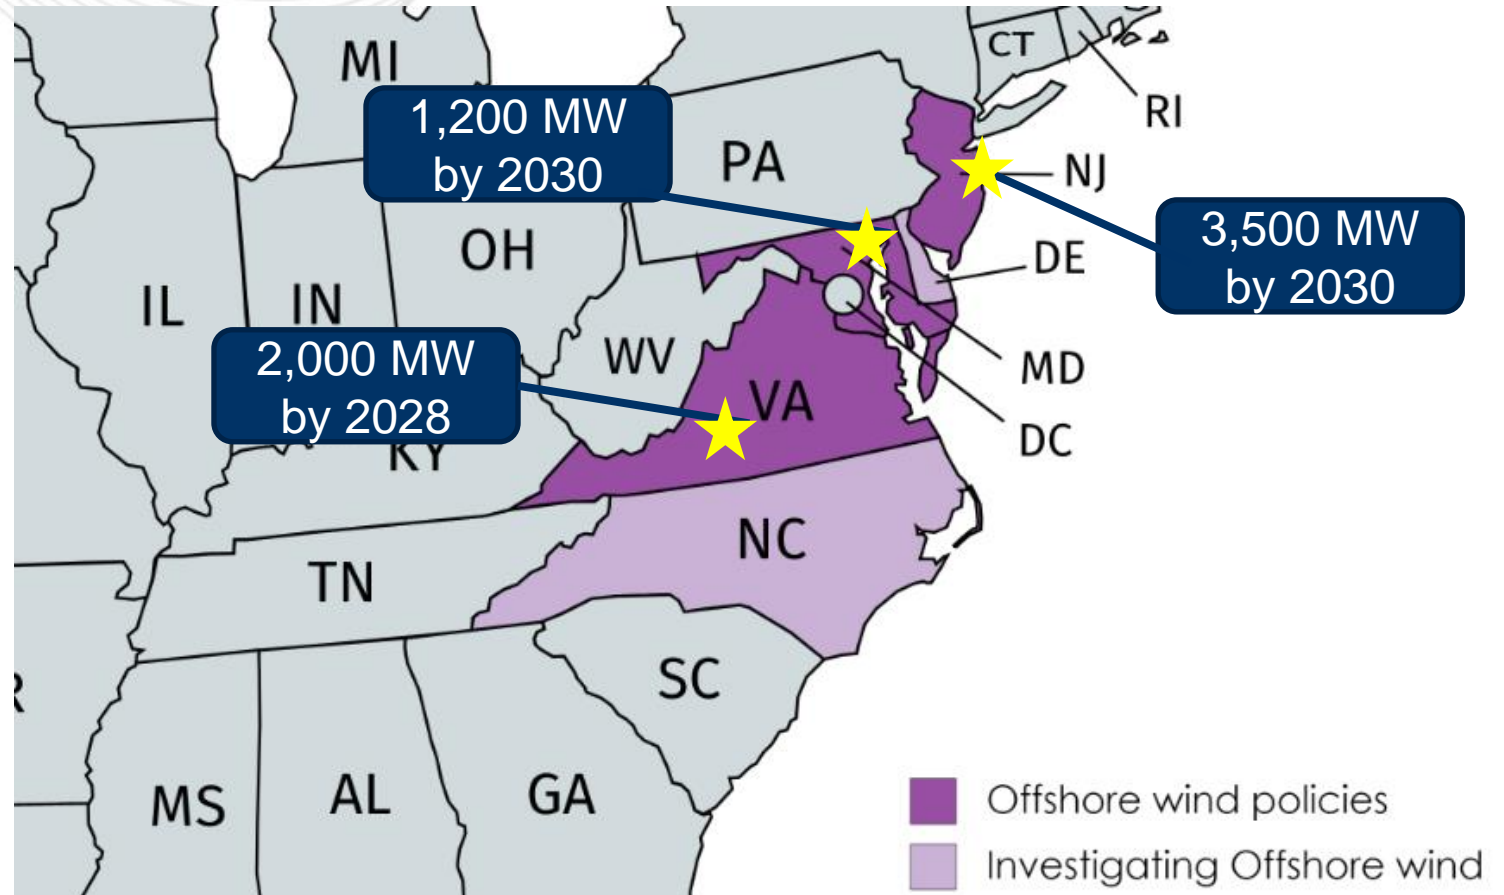 MI
CT
RI
1,200 MW
by 2030
PA
NJ
3,500 MW
by 2030
OH
DE
IL
IN
2,000 MW
by 2028
WV
MD
VA
DC
KY
NC
TN
SC
R
MS
AL
GA
Offshore wind policies
Investigating Offshore wind